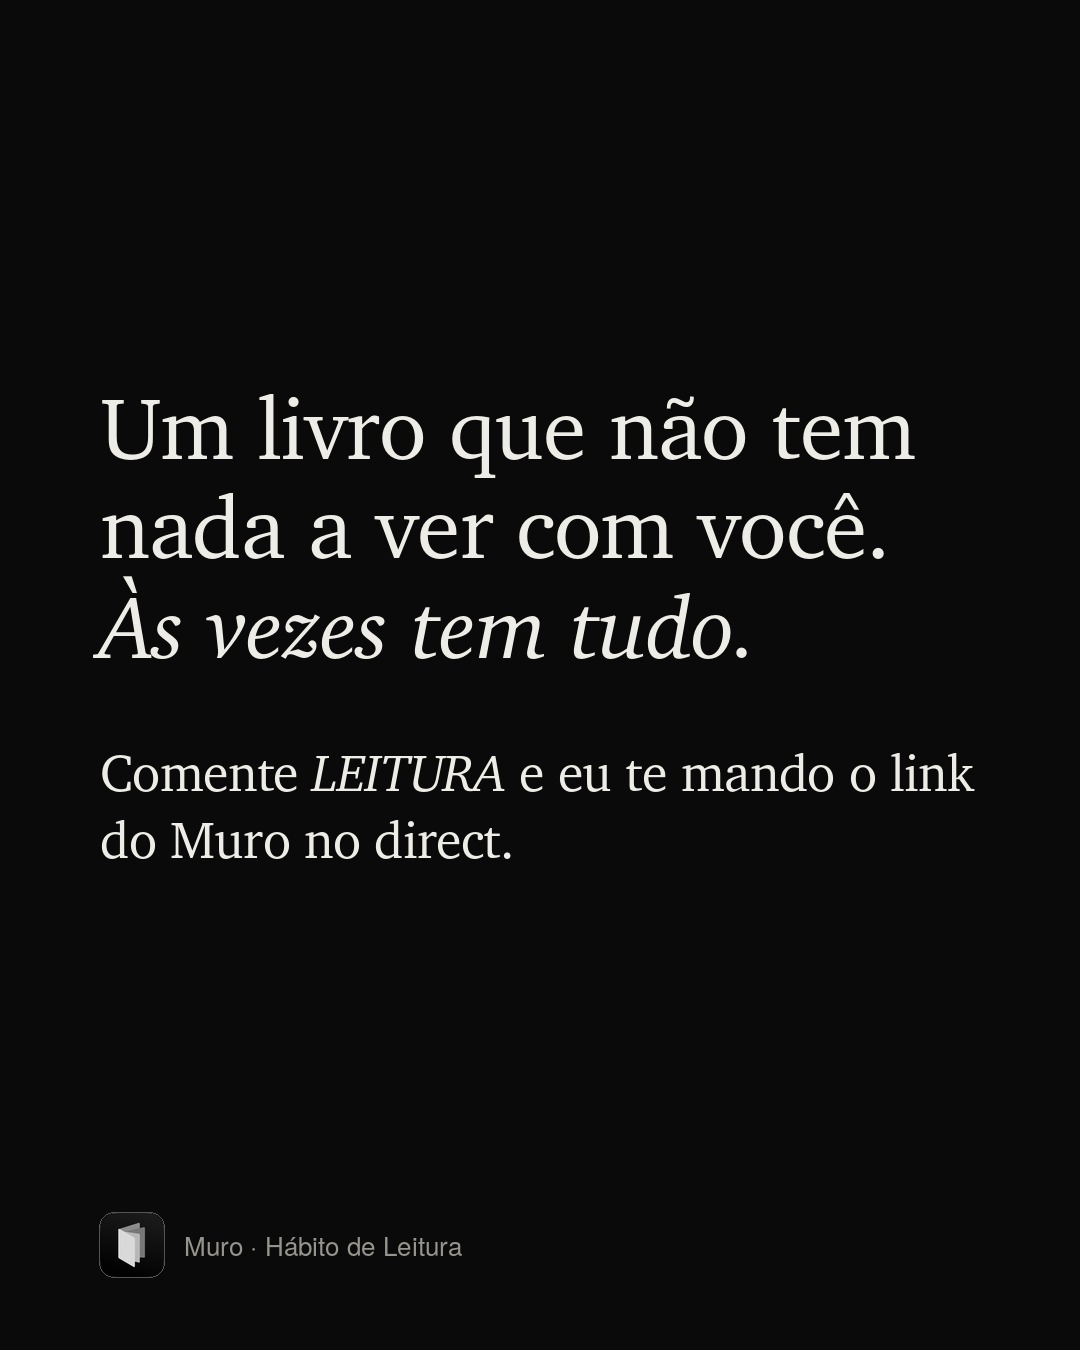 Um livro que não tem
nada a ver com você.
Às vezes tem tudo.
Comente LEITURA e eu te mando o link
do Muro no direct.
Muro · Hábito de Leitura